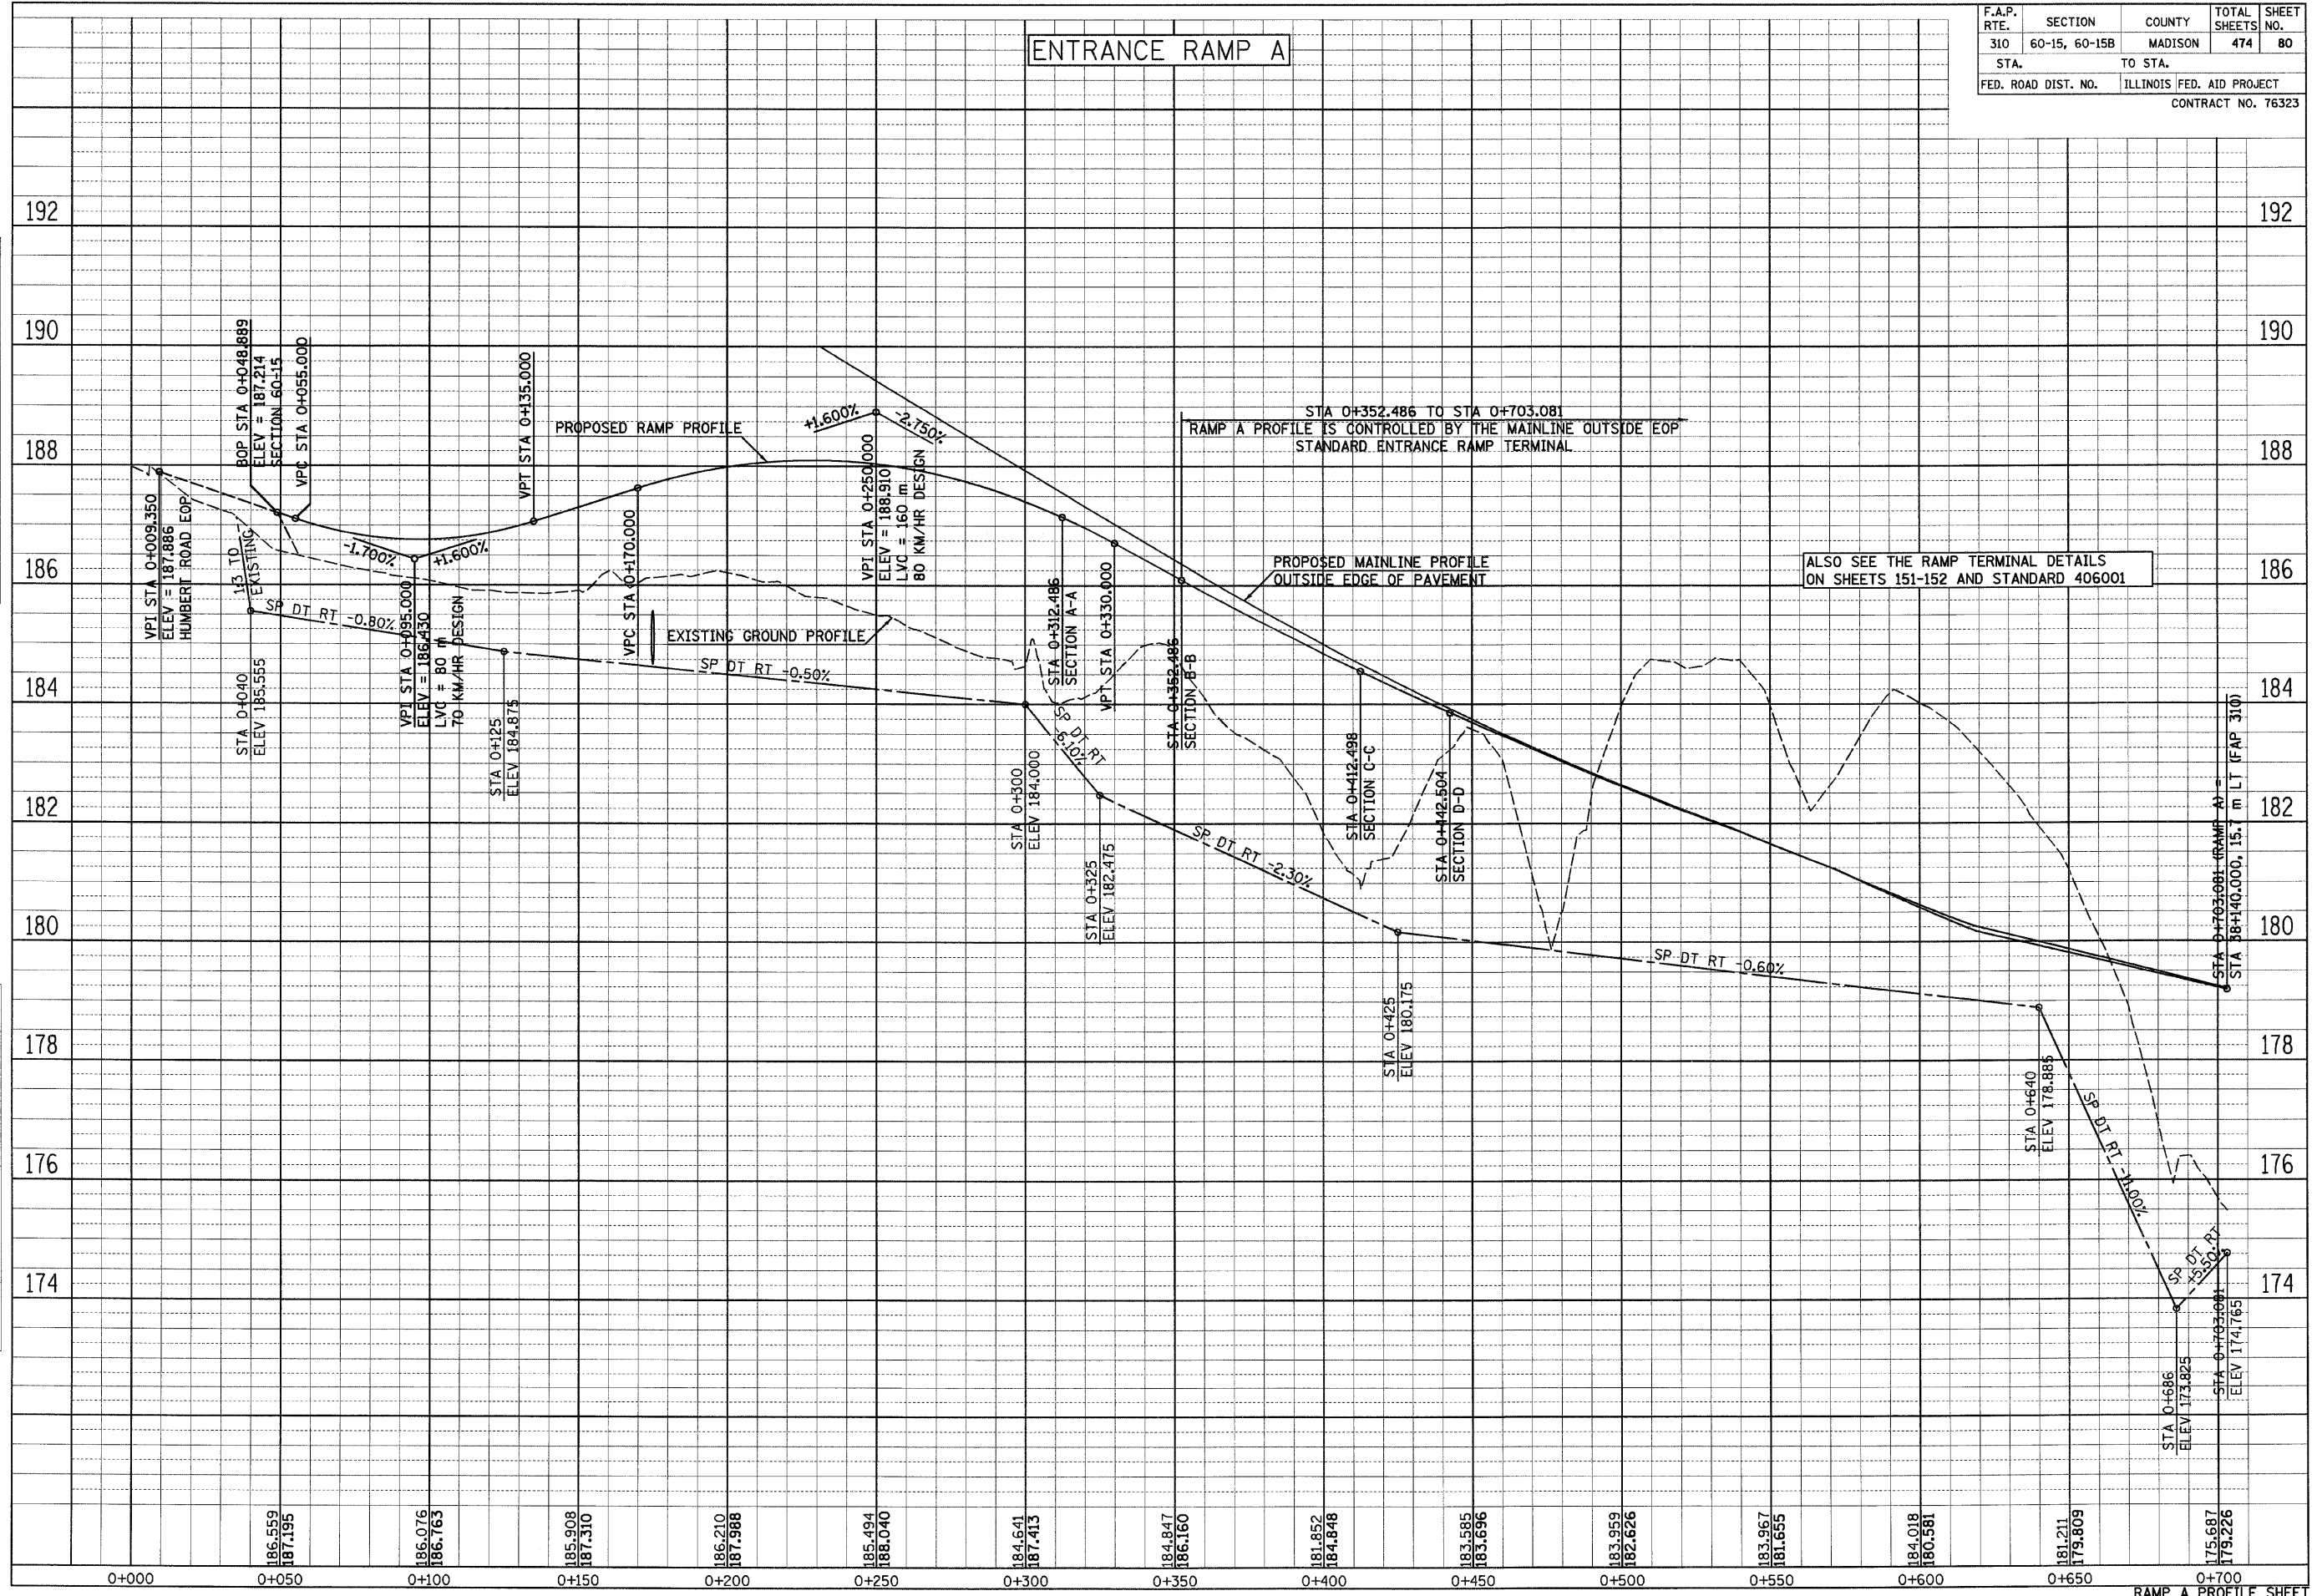 F.A.P. RTE. SECTION COUNTY TOTAL SHEETS SHEET NO.
310 60-15, 60-15B MADISON 474 80
STA. TO STA.
FED. ROAD DIST. NO. ILLINOIS FED. AID PROJECT
CONTRACT NO. 76323
ENTRANCE RAMP A
192 192
190 190
188 188
186 186
184 184
182 182
180 180
178 178
176 176
174 174
VPI STA 0+009.350
ELEV = 187.886
HUMBERT ROAD EOP
BOP STA 0+048.889
ELEV = 187.214
SECTION 60-15
VPC STA 0+055.000
1:3 TO
EXISTING
STA 0+040
ELEV 185.555
SP DT RT -0.80%
-1.700%
+1.600%
VPI STA 0+095.000
ELEV = 186.430
LVC = 80 m
70 KM/HR DESIGN
STA 0+125
ELEV 184.875
VPT STA 0+135.000
PROPOSED RAMP PROFILE
VPC STA 0+170.000
EXISTING GROUND PROFILE
SP DT RT -0.50%
+1.600%
-2.750%
VPI STA 0+250.000
ELEV = 188.910
LVC = 160 m
80 KM/HR DESIGN
STA 0+300
ELEV 184.000
STA 0+312.486
SECTION A-A
SP DT RT
-6.10%
STA 0+325
ELEV 182.475
VPT STA 0+330.000
STA 0+352.486
SECTION B-B
STA 0+352.486 TO STA 0+703.081
RAMP A PROFILE IS CONTROLLED BY THE MAINLINE OUTSIDE EOP
STANDARD ENTRANCE RAMP TERMINAL
PROPOSED MAINLINE PROFILE
OUTSIDE EDGE OF PAVEMENT
SP DT RT -2.30%
STA 0+412.498
SECTION C-C
STA 0+425
ELEV 180.175
STA 0+442.504
SECTION D-D
SP DT RT -0.60%
ALSO SEE THE RAMP TERMINAL DETAILS
ON SHEETS 151-152 AND STANDARD 406001
STA 0+640
ELEV 178.885
SP DT RT -11.00%
STA 0+686
ELEV 173.825
SP DT RT
+5.50%
STA 0+703.081
ELEV 174.765
STA 0+703.081 (RAMP A) =
STA 38+140.000, 15.7 m LT (FAP 310)
186.559
187.195
186.076
186.763
185.908
187.310
186.210
187.988
185.494
188.040
184.641
187.413
184.847
186.160
181.852
184.848
183.585
183.696
183.959
182.626
183.967
181.655
184.018
180.581
181.211
179.809
175.687
179.226
0+000 0+050 0+100 0+150 0+200 0+250 0+300 0+350 0+400 0+450 0+500 0+550 0+600 0+650 0+700
RAMP A PROFILE SHEET